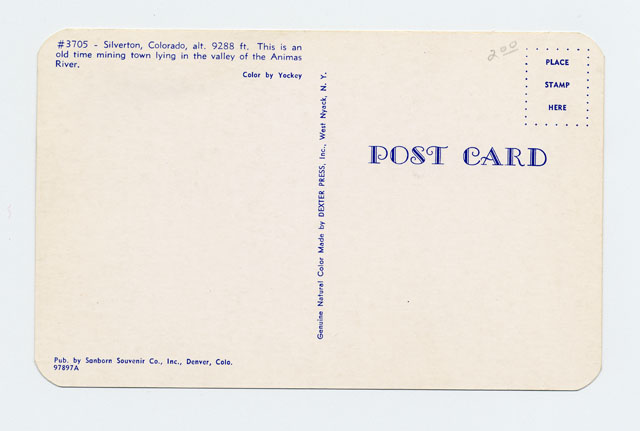 #3705 - Silverton, Colorado, alt. 9288 ft. This is an
old time mining town lying in the valley of the Animas
River.
Color by Yockey
Pub. by Sanborn Souvenir Co., Inc., Denver, Colo.
97897A
Genuine Natural Color Made by DEXTER PRESS, Inc., West Nyack, N. Y.
200
PLACE
STAMP
HERE
POST CARD